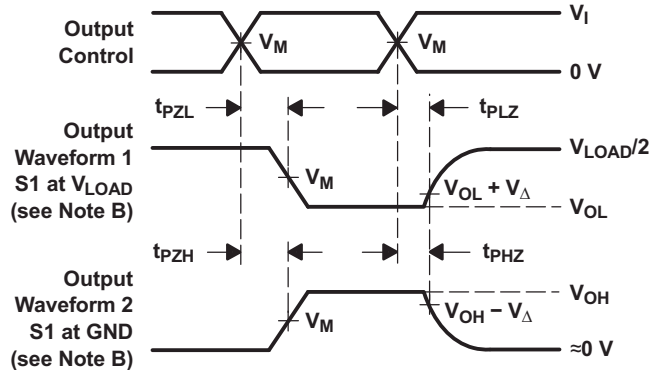 Output
Control
V_M
V_M
V_I
0 V
t_PZL
t_PLZ
Output
Waveform 1
S1 at V_LOAD
(see Note B)
V_M
V_LOAD/2
V_OL + V_Δ
V_OL
t_PZH
t_PHZ
Output
Waveform 2
S1 at GND
(see Note B)
V_M
V_OH
V_OH − V_Δ
≈0 V